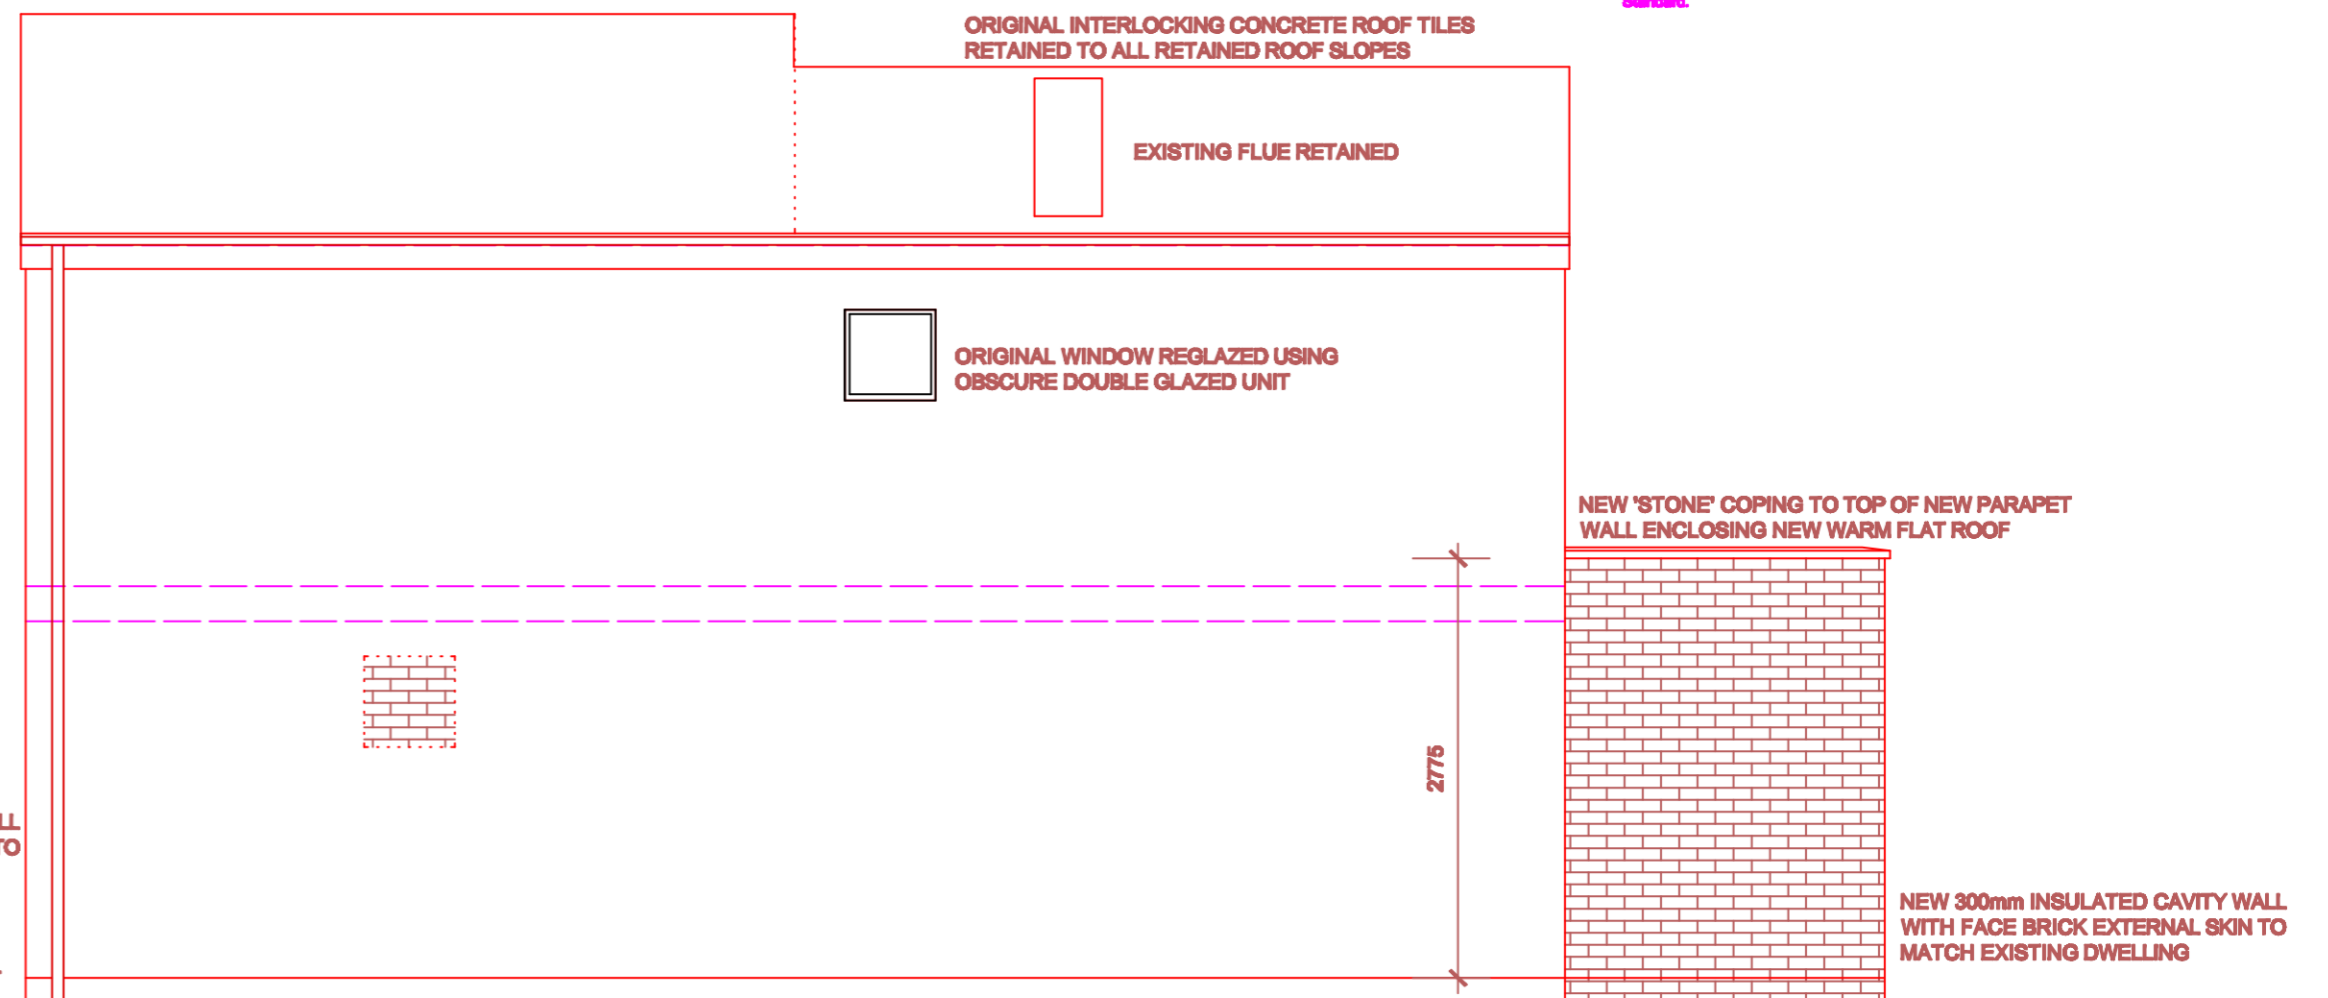 Standard.
ORIGINAL INTERLOCKING CONCRETE ROOF TILES
RETAINED TO ALL RETAINED ROOF SLOPES
EXISTING FLUE RETAINED
ORIGINAL WINDOW REGLAZED USING
OBSCURE DOUBLE GLAZED UNIT
NEW 'STONE' COPING TO TOP OF NEW PARAPET
WALL ENCLOSING NEW WARM FLAT ROOF
2775
NEW 300mm INSULATED CAVITY WALL
WITH FACE BRICK EXTERNAL SKIN TO
MATCH EXISTING DWELLING